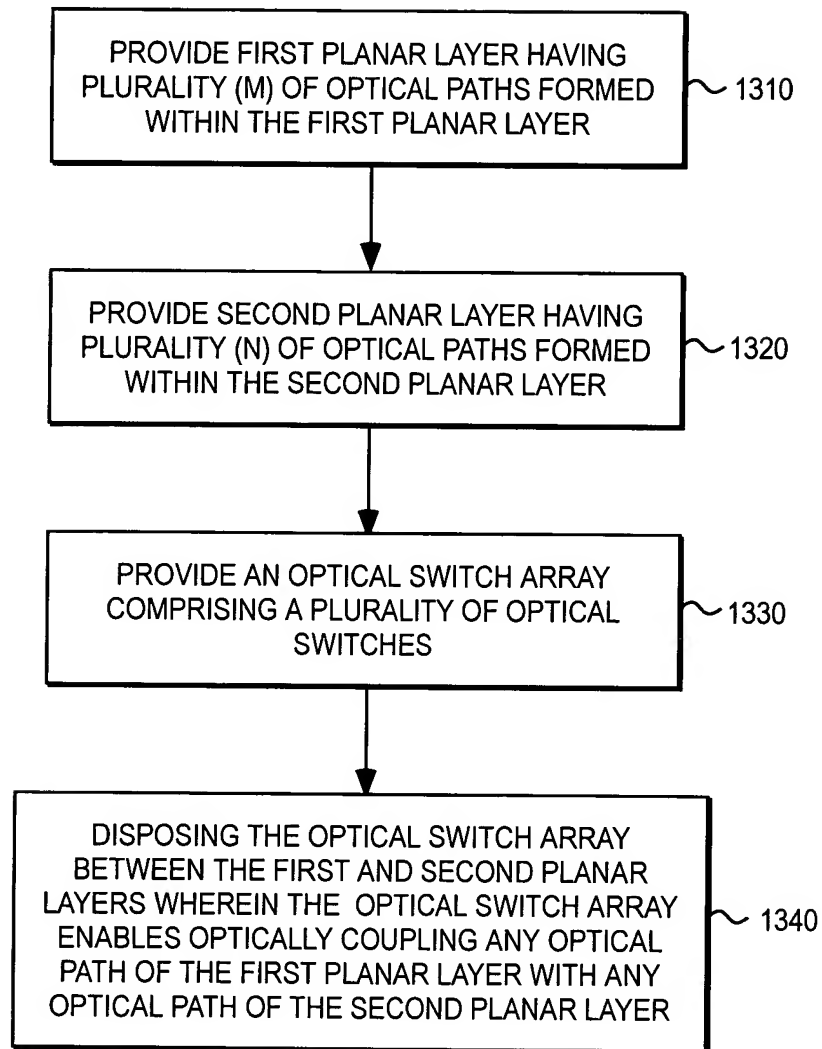 PROVIDE FIRST PLANAR LAYER HAVING
PLURALITY (M) OF OPTICAL PATHS FORMED
WITHIN THE FIRST PLANAR LAYER
1310
PROVIDE SECOND PLANAR LAYER HAVING
PLURALITY (N) OF OPTICAL PATHS FORMED
WITHIN THE SECOND PLANAR LAYER
1320
PROVIDE AN OPTICAL SWITCH ARRAY
COMPRISING A PLURALITY OF OPTICAL
SWITCHES
1330
DISPOSING THE OPTICAL SWITCH ARRAY
BETWEEN THE FIRST AND SECOND PLANAR
LAYERS WHEREIN THE OPTICAL SWITCH ARRAY
ENABLES OPTICALLY COUPLING ANY OPTICAL
PATH OF THE FIRST PLANAR LAYER WITH ANY
OPTICAL PATH OF THE SECOND PLANAR LAYER
1340